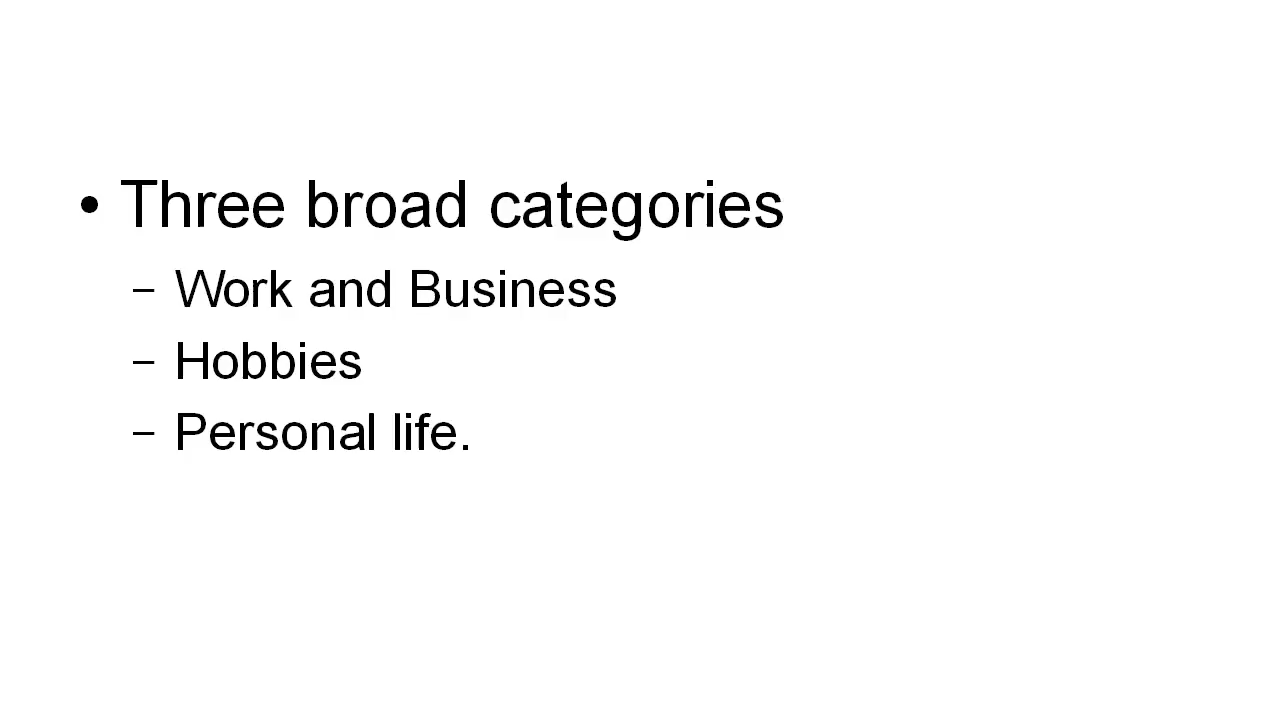 • Three broad categories
– Work and Business
– Hobbies
– Personal life.